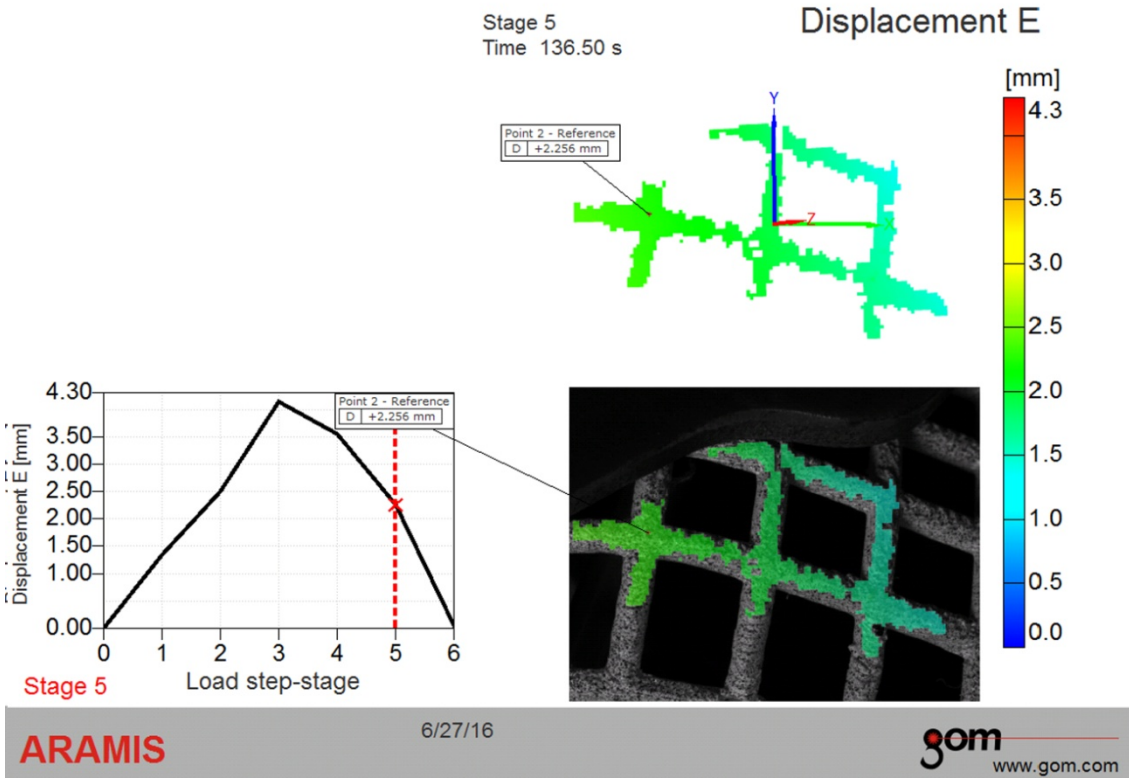 Stage 5
Time 136.50 s
Displacement E
[mm]
4.3
3.5
3.0
2.5
2.0
1.5
1.0
0.5
0.0
Y
Point 2 - Reference
D +2.256 mm
Z
X
4.30
3.50
3.00
2.50
2.00
1.50
1.00
0.00
Displacement E [mm]
Point 2 - Reference
D +2.256 mm
0 1 2 3 4 5 6
Load step-stage
Stage 5
ARAMIS
6/27/16
gom
www.gom.com